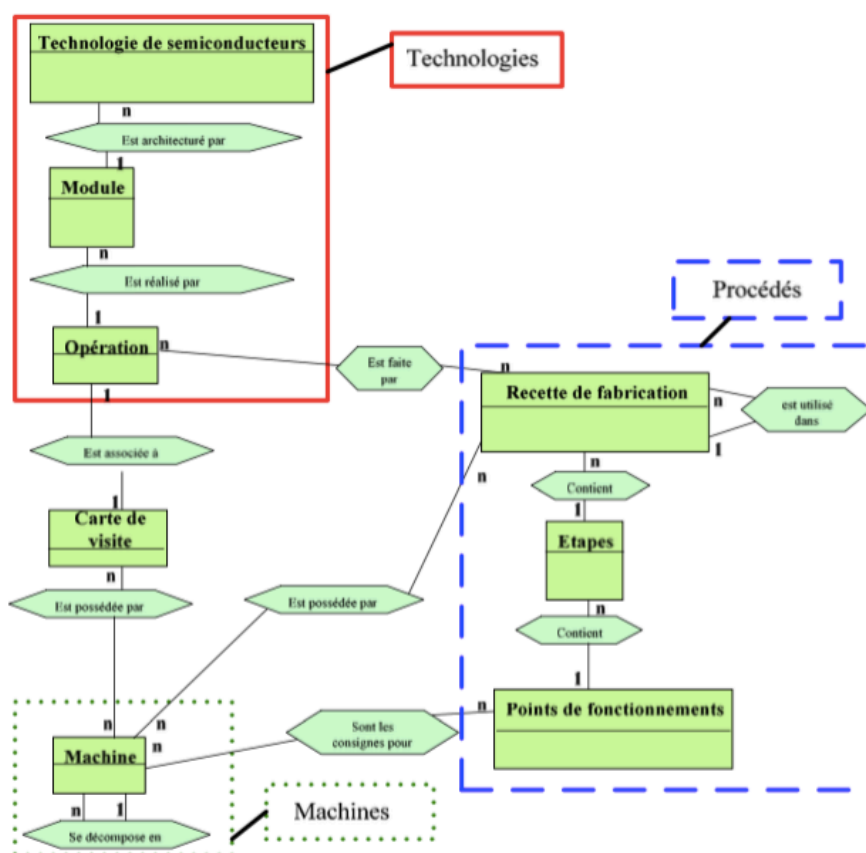 Technologie de semiconducteurs
Technologies
n
Est archituré par
1
Module
n
Est réalisé par
1
Opération
n
1
Est faite
par
n
Procédés
Recette de fabrication
n
1
est utilisé
dans
n
n
Contient
1
Etapes
n
Contient
1
Points de fonctionnements
n
Est associée à
1
Carte de
visite
n
Est possédée par
n
Est possédée par
n
n
Sont les
consignes pour
Machine
n
1
Se décompose en
Machines